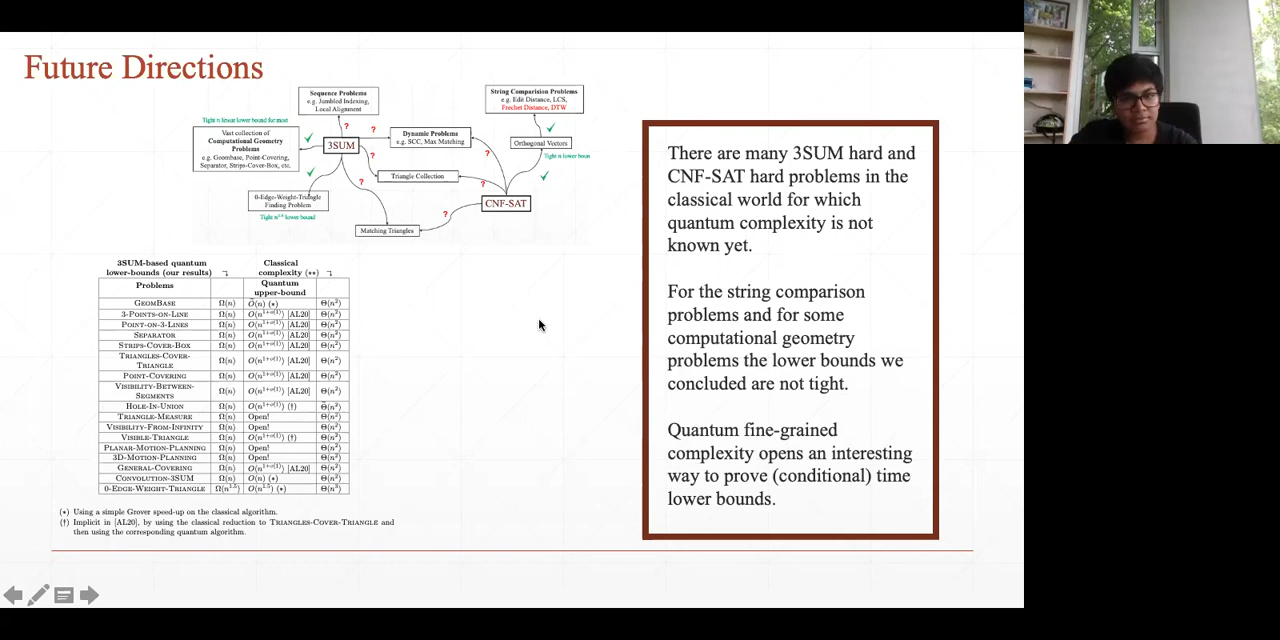 Future Directions
Sequence Problems
e.g. Jumbled Indexing,
Local Alignment
String Comparision Problems
e.g. Edit Distance, LCS,
Frechet Distance, DTW
Tight n linear lower bound for most
Vast collection of
Computational Geometry
Problems
e.g. Goombase, Point-Covering,
Separator, Strips-Cover-Box, etc.
✓
?
?
3SUM
Dynamic Problems
e.g. SCC, Max Matching
✓
Orthogonal Vectors
?
?
Tight n lower boun
✓
?
Triangle Collection
?
✓
0-Edge-Weight-Triangle
Finding Problem
CNF-SAT
?
?
Matching Triangles
3SUM-based quantum
lower-bounds (our results)
Classical
complexity (**)
Problems
Quantum
upper-bound
GEOMBASE Ω(n) Õ(n) (∗) Θ(n²)
3-POINTS-ON-LINE Ω(n) O(n^{1+o(1)}) [AL20] Θ(n²)
POINT-ON-3-LINES Ω(n) O(n^{1+o(1)}) [AL20] Θ(n²)
SEPARATOR Ω(n) O(n^{1+o(1)}) [AL20] Θ(n²)
STRIPS-COVER-BOX Ω(n) O(n^{1+o(1)}) [AL20] Θ(n²)
TRIANGLES-COVER-
TRIANGLE Ω(n) O(n^{1+o(1)}) [AL20] Θ(n²)
POINT-COVERING Ω(n) O(n^{1+o(1)}) [AL20] Θ(n²)
VISIBILITY-BETWEEN-
SEGMENTS Ω(n) O(n^{1+o(1)}) [AL20] Θ(n²)
HOLE-IN-UNION Ω(n) O(n^{1+o(1)}) (†) Θ(n²)
TRIANGLE-MEASURE Ω(n) Open! Θ(n²)
VISIBILITY-FROM-INFINITY Ω(n) Open! Θ(n²)
VISIBLE-TRIANGLE Ω(n) O(n^{1+o(1)}) (†) Θ(n²)
PLANAR-MOTION-PLANNING Ω(n) Open! Θ(n²)
3D-MOTION-PLANNING Ω(n) Open! Θ(n²)
GENERAL-COVERING Ω(n) O(n^{1+o(1)}) [AL20] Θ(n²)
CONVOLUTION-3SUM Ω(n) O(n) (∗) Θ(n²)
0-EDGE-WEIGHT-TRIANGLE Ω(n^{1.5}) O(n^{1.5}) (∗) Θ(n³)
(∗) Using a simple Grover speed-up on the classical algorithm.
(†) Implicit in [AL20], by using the classical reduction to TRIANGLES-COVER-TRIANGLE and
then using the corresponding quantum algorithm.
There are many 3SUM hard and
CNF-SAT hard problems in the
classical world for which
quantum complexity is not
known yet.
For the string comparison
problems and for some
computational geometry
problems the lower bounds we
concluded are not tight.
Quantum fine-grained
complexity opens an interesting
way to prove (conditional) time
lower bounds.